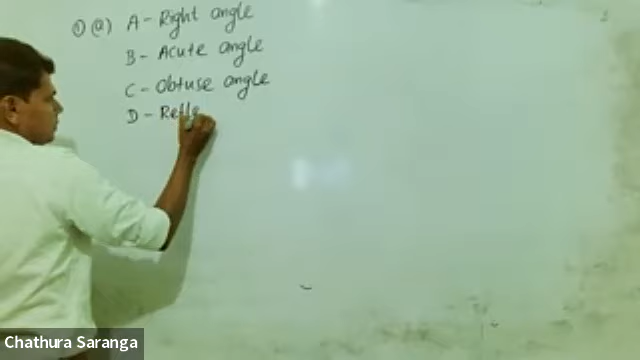 ① ⓐ) A - Right angle
B - Acute angle
C - Obtuse angle
D - Refle
Chathura Saranga